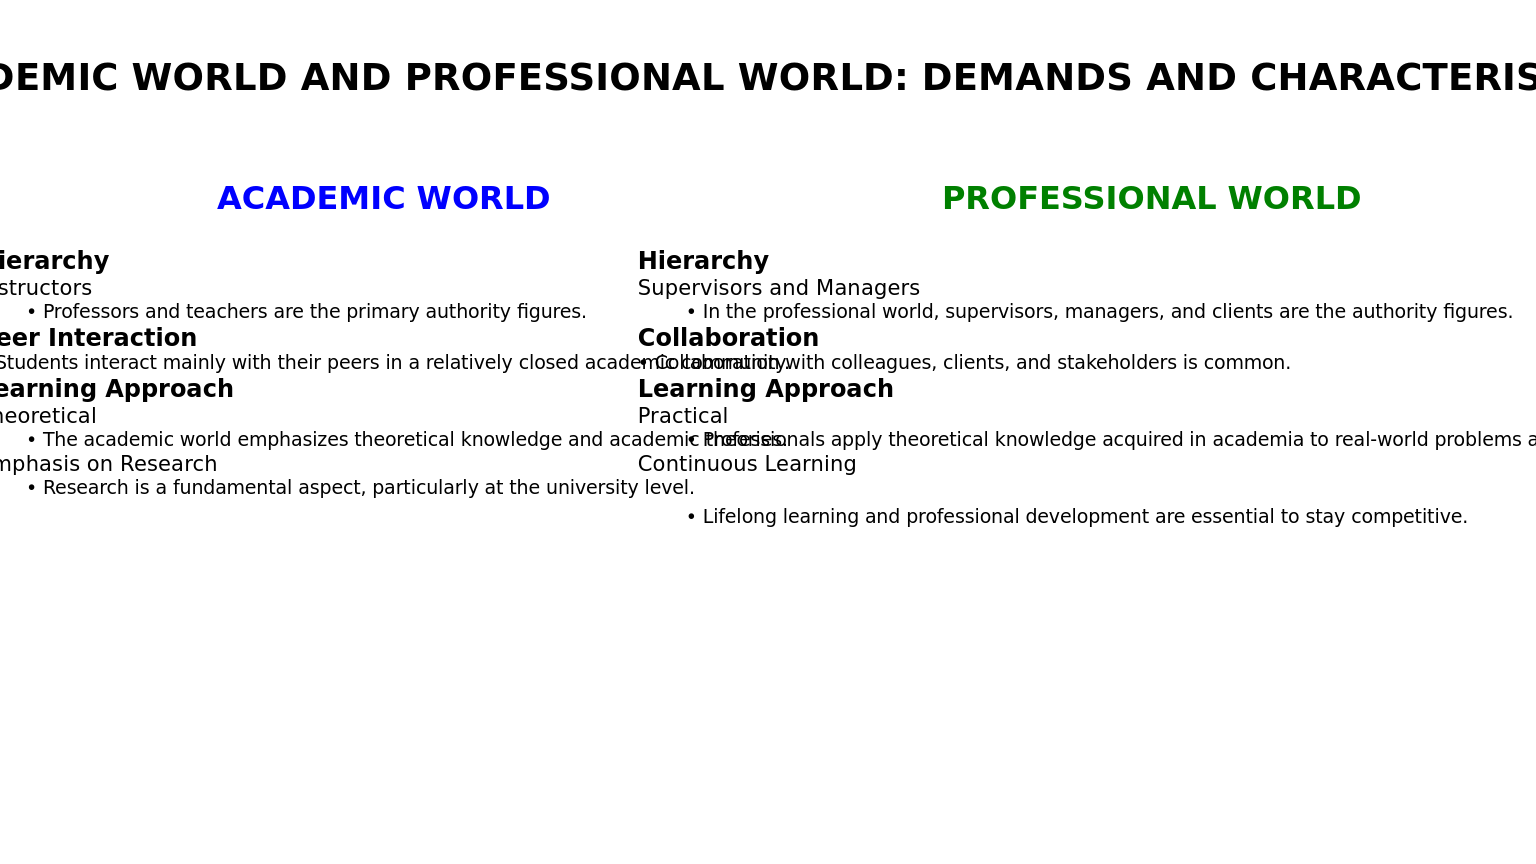 DEMIC WORLD AND PROFESSIONAL WORLD: DEMANDS AND CHARACTERIS
ACADEMIC WORLD
ierarchy
structors
• Professors and teachers are the primary authority figures.
eer Interaction
Students interact mainly with their peers in a relatively closed academic community.
earning Approach
heoretical
• The academic world emphasizes theoretical knowledge and academic theories.
mphasis on Research
• Research is a fundamental aspect, particularly at the university level.
PROFESSIONAL WORLD
Hierarchy
Supervisors and Managers
• In the professional world, supervisors, managers, and clients are the authority figures.
Collaboration
• Collaboration with colleagues, clients, and stakeholders is common.
Learning Approach
Practical
• Professionals apply theoretical knowledge acquired in academia to real-world problems a
Continuous Learning
• Lifelong learning and professional development are essential to stay competitive.